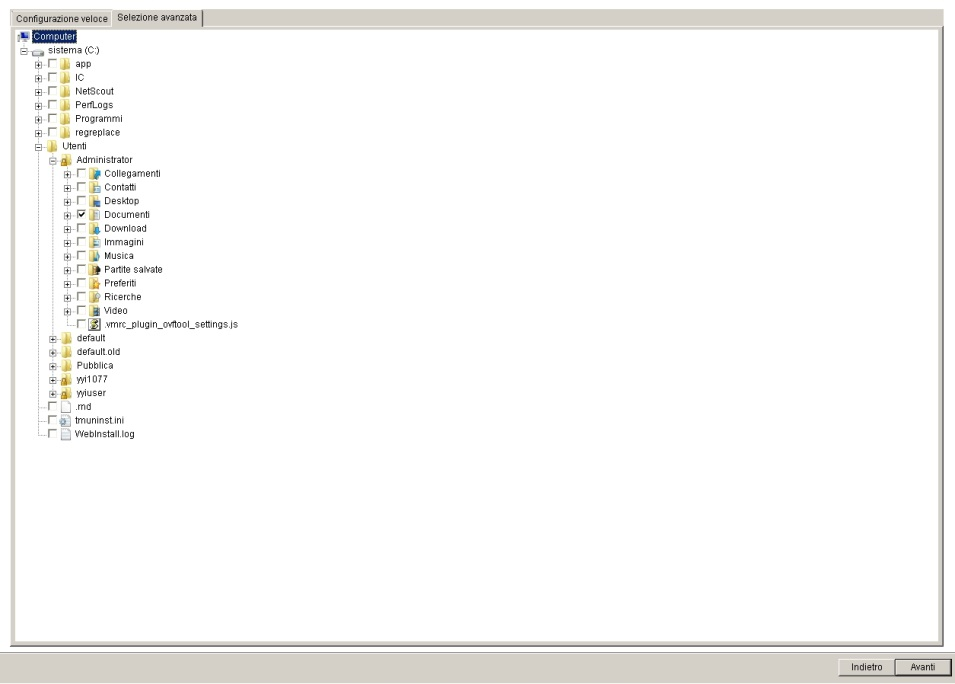 Configurazione veloce Selezione avanzata
Computer
sistema (C:)
app
IC
NetScout
PerfLogs
Programmi
regreplace
Utenti
Administrator
Collegamenti
Contatti
Desktop
Documenti
Download
Immagini
Musica
Partite salvate
Preferiti
Ricerche
Video
.vmrc_plugin_ovftool_settings.js
default
default.old
Pubblica
yyi1077
yyiuser
.rnd
tmuninst.ini
WebInstall.log
Indietro Avanti